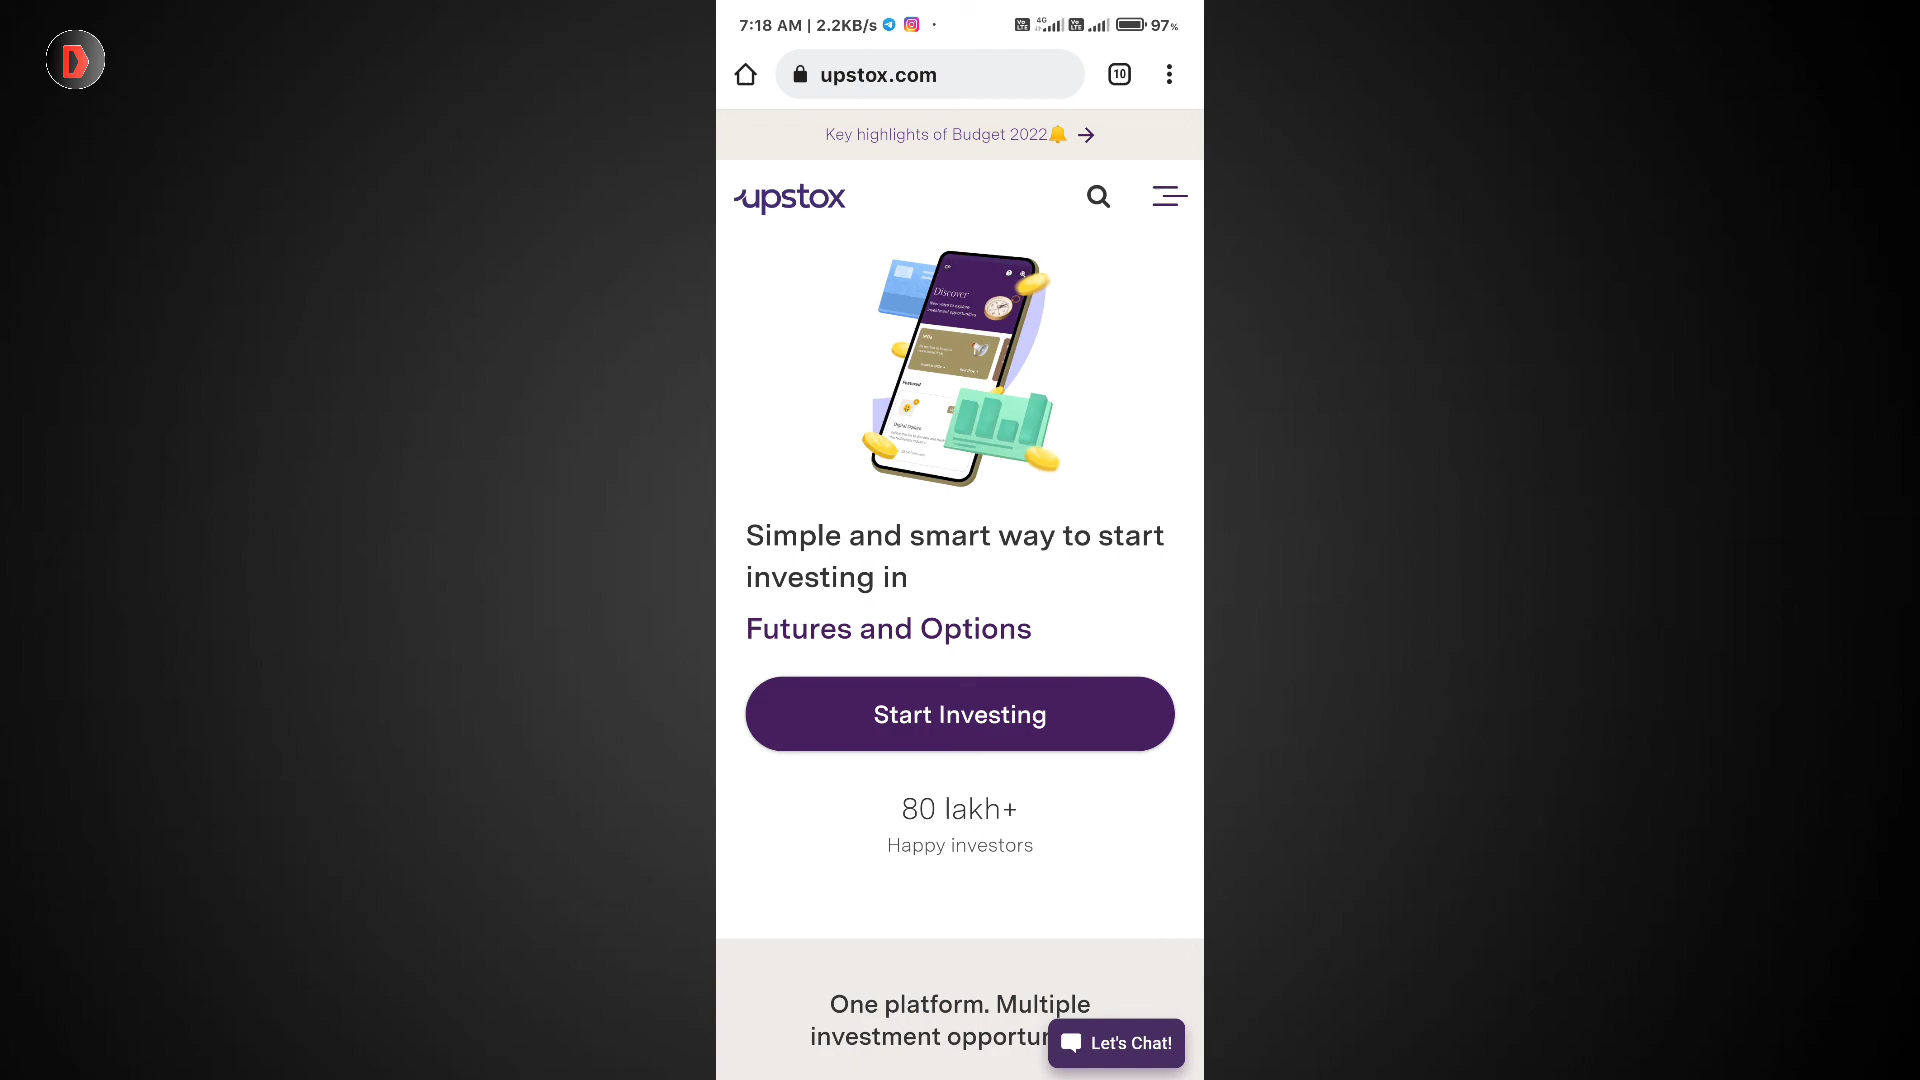 7:18 AM | 2.2KB/s
4G
97%
upstox.com
10
Key highlights of Budget 2022🔔 →
upstox
Discover
Simple and smart way to start
investing in
Futures and Options
Start Investing
80 lakh+
Happy investors
One platform. Multiple
investment opportun
Let's Chat!